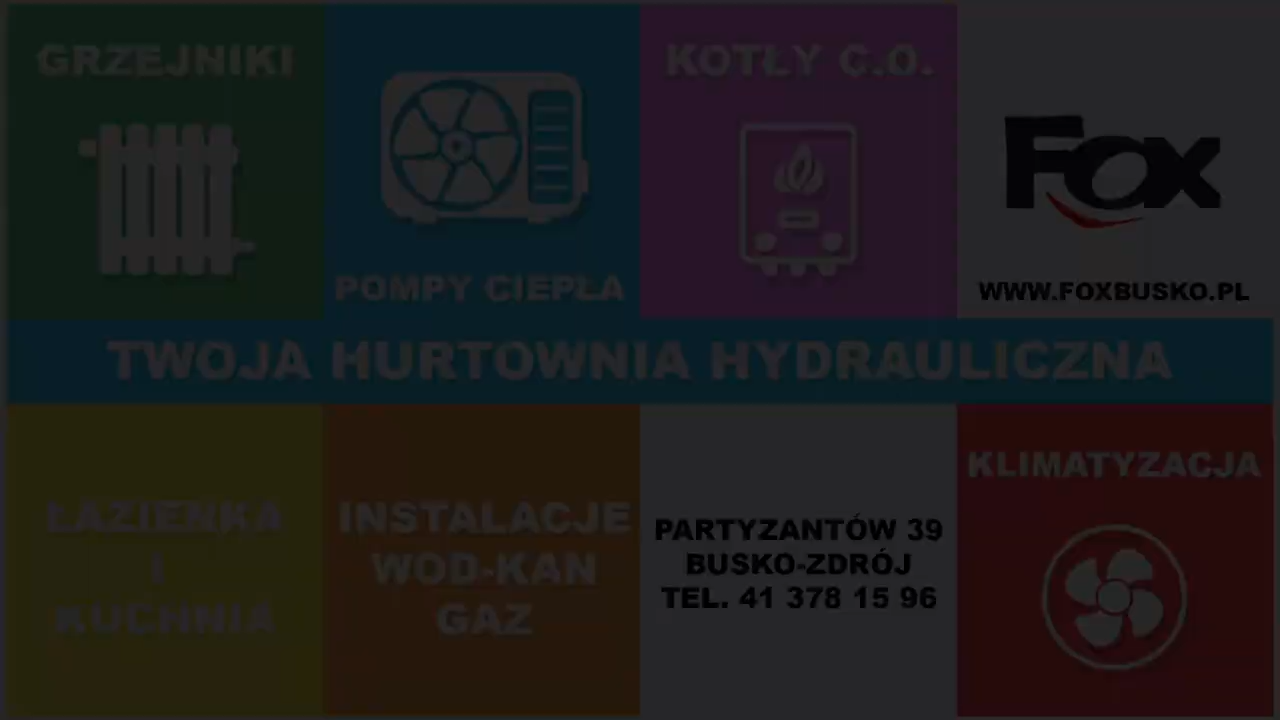 GRZEJNIKI
POMPY CIEPŁA
KOTŁY C.O.
FOX
WWW.FOXBUSKO.PL
TWOJA HURTOWNIA HYDRAULICZNA
ŁAZIENKA
I
KUCHNIA
INSTALACJE
WOD-KAN
GAZ
PARTYZANTÓW 39
BUSKO-ZDRÓJ
TEL. 41 378 15 96
KLIMATYZACJA